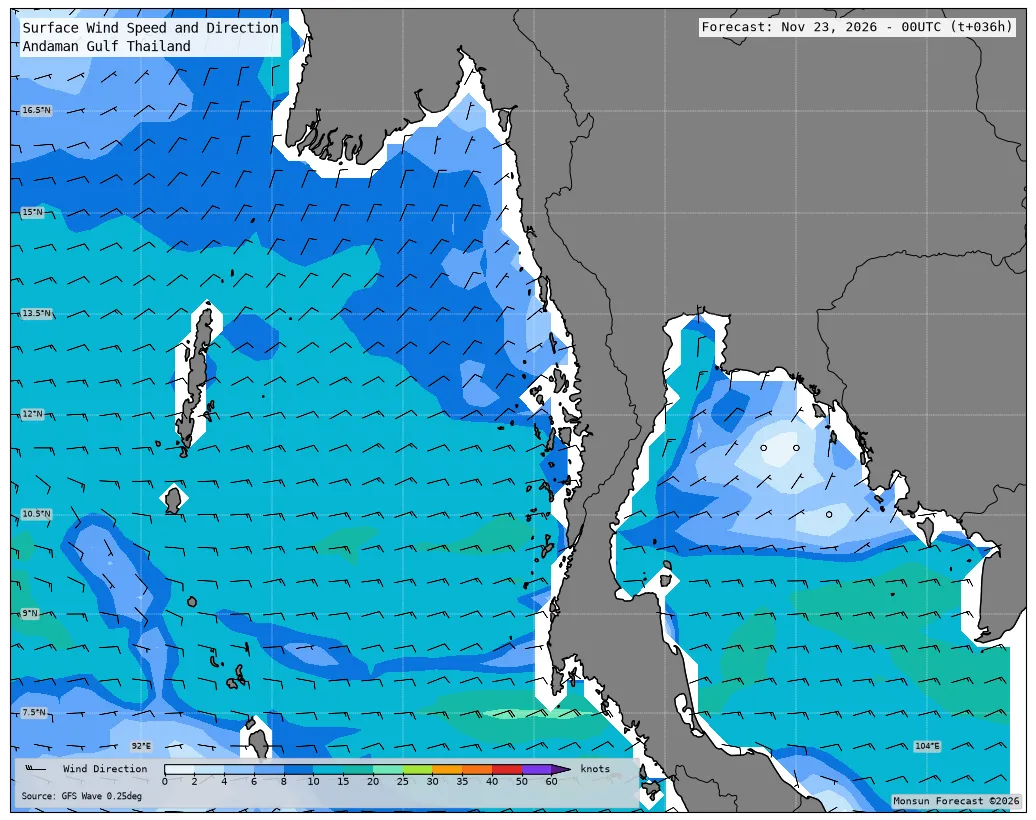 Surface Wind Speed and Direction
Andaman Gulf Thailand
Forecast: Nov 23, 2026 - 00UTC (t+036h)
16.5°N
15°N
13.5°N
12°N
10.5°N
9°N
7.5°N
92°E
104°E
Wind Direction
knots
0 2 4 6 8 10 15 20 25 30 35 40 50 60
Source: GFS Wave 0.25deg
Monsun Forecast ©2026